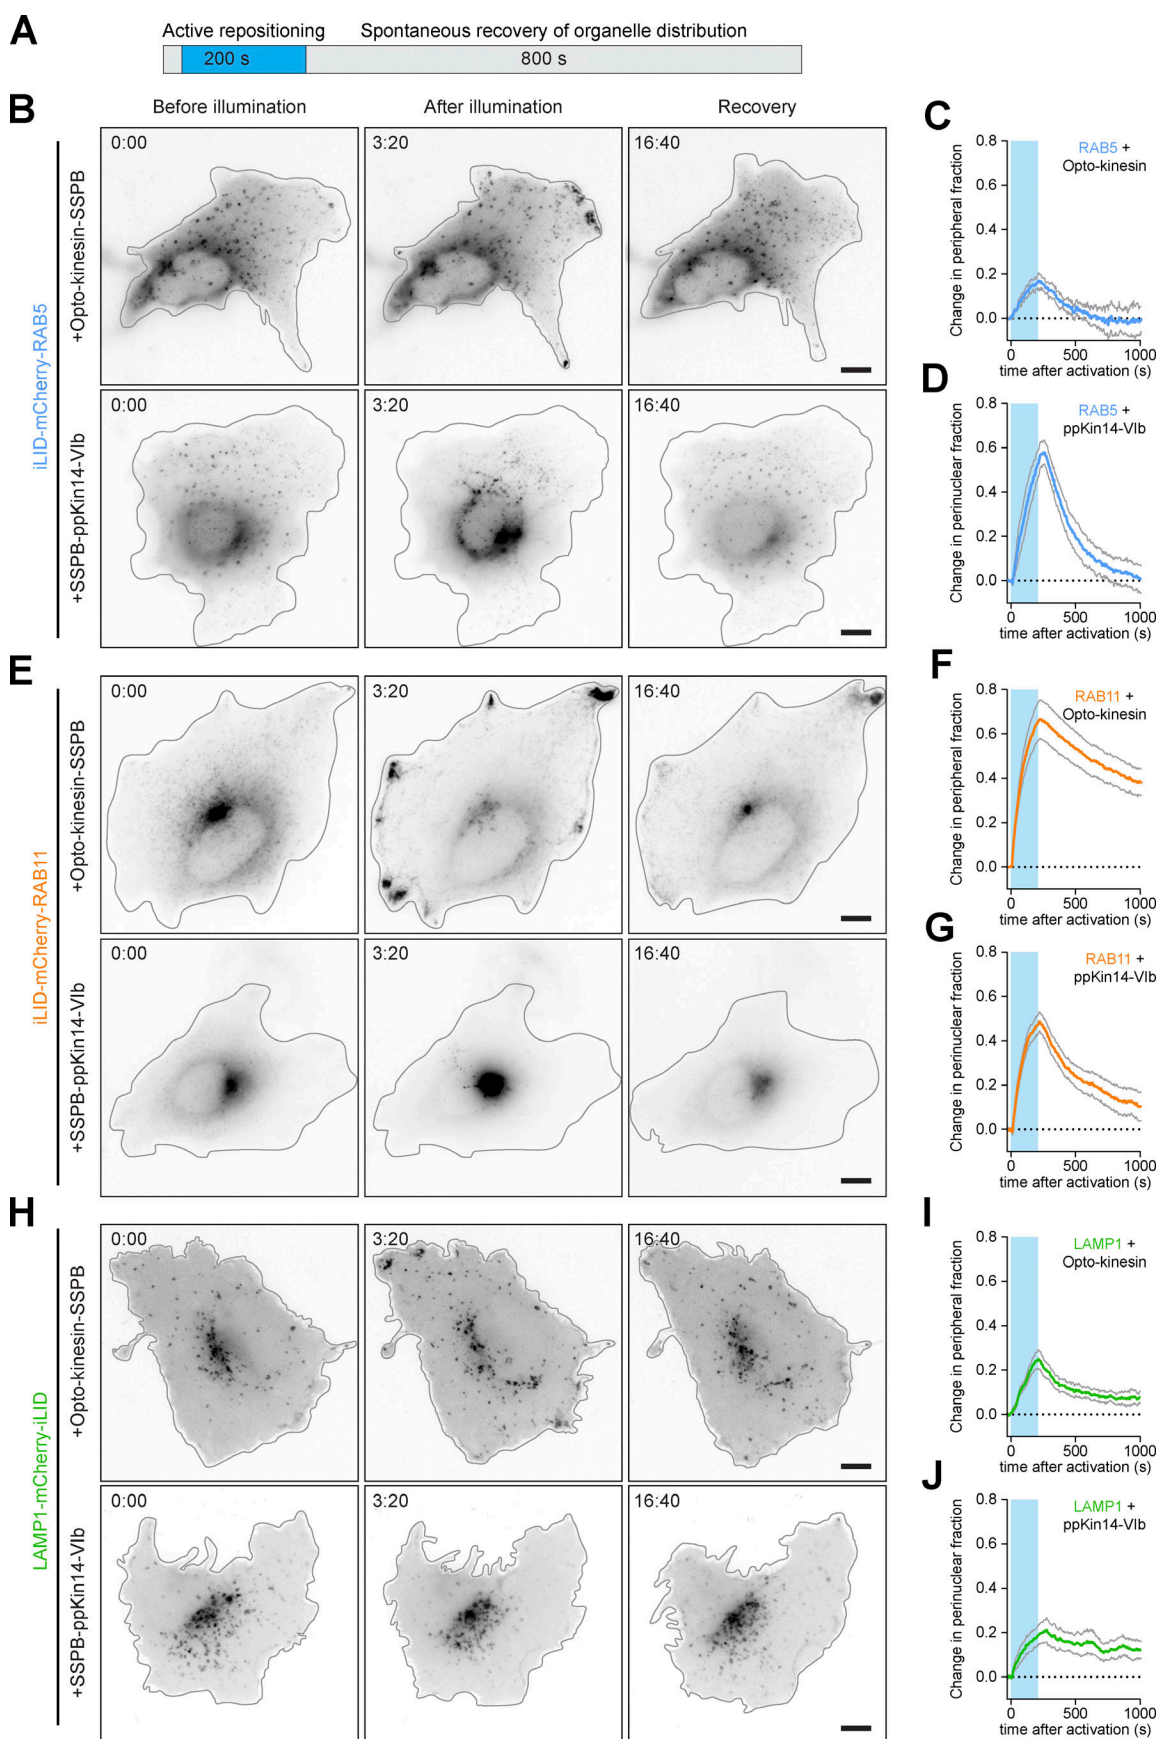 A
Active repositioning
Spontaneous recovery of organelle distribution
200 s
800 s
B
Before illumination
After illumination
Recovery
iLID-mCherry-RAB5
+Opto-kinesin-SSPB
0:00
3:20
16:40
+SSPB-ppKin14-VIb
0:00
3:20
16:40
C
RAB5 +
Opto-kinesin
Change in peripheral fraction
0.8
0.6
0.4
0.2
0.0
0
500
1000
time after activation (s)
D
RAB5 +
ppKin14-VIb
Change in perinuclear fraction
0.8
0.6
0.4
0.2
0.0
0
500
1000
time after activation (s)
E
iLID-mCherry-RAB11
+Opto-kinesin-SSPB
0:00
3:20
16:40
+SSPB-ppKin14-VIb
0:00
3:20
16:40
F
RAB11 +
Opto-kinesin
Change in peripheral fraction
0.8
0.6
0.4
0.2
0.0
0
500
1000
time after activation (s)
G
RAB11 +
ppKin14-VIb
Change in perinuclear fraction
0.8
0.6
0.4
0.2
0.0
0
500
1000
time after activation (s)
H
LAMP1-mCherry-iLID
+Opto-kinesin-SSPB
0:00
3:20
16:40
+SSPB-ppKin14-VIb
0:00
3:20
16:40
I
LAMP1 +
Opto-kinesin
Change in peripheral fraction
0.8
0.6
0.4
0.2
0.0
0
500
1000
time after activation (s)
J
LAMP1 +
ppKin14-VIb
Change in perinuclear fraction
0.8
0.6
0.4
0.2
0.0
0
500
1000
time after activation (s)